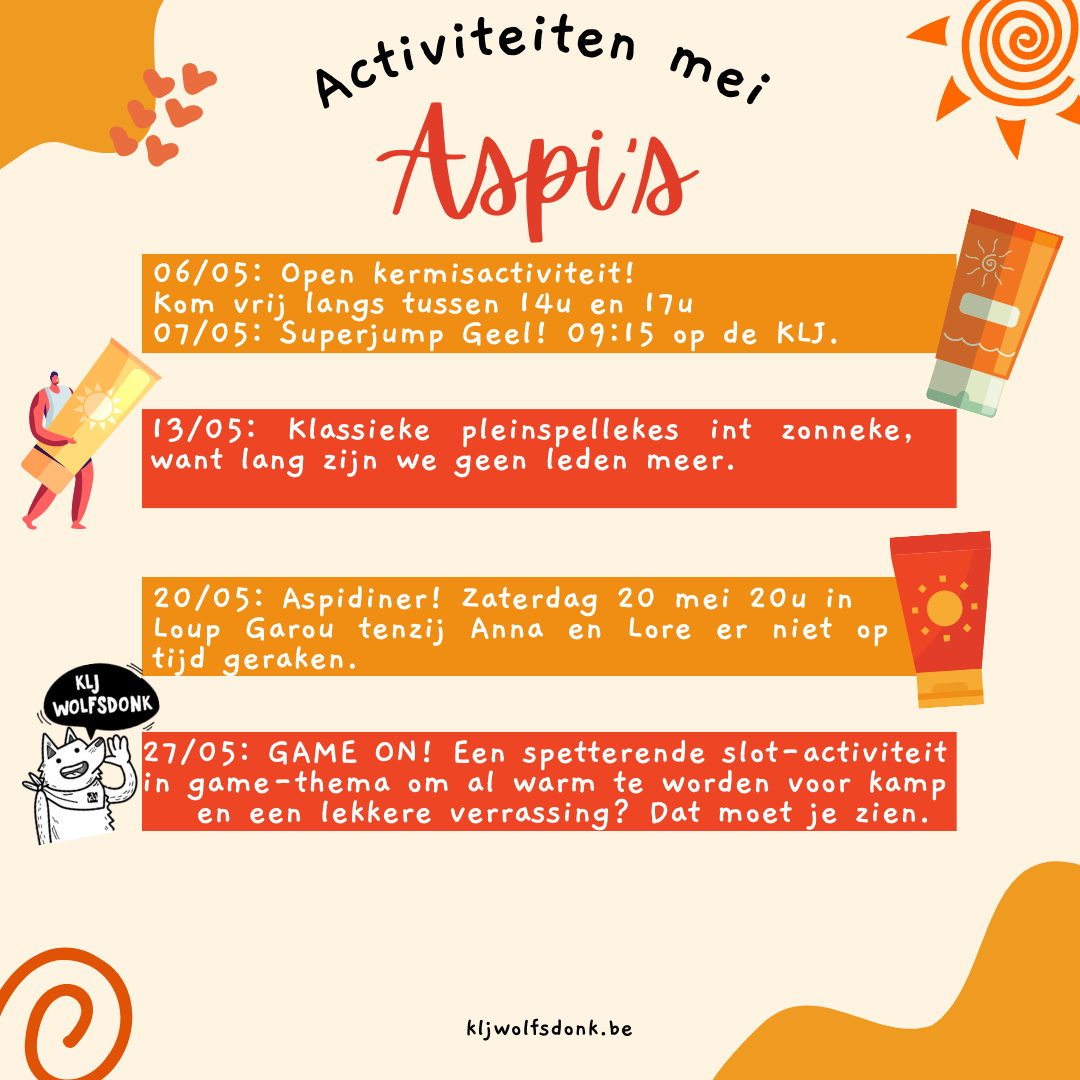 Activiteiten mei
Aspi's
06/05: Open kermisactiviteit!
Kom vrij langs tussen 14u en 17u
07/05: Superjump Geel! 09:15 op de KLJ.
13/05: Klassieke pleinspellekes int zonneke,
want lang zijn we geen leden meer.
20/05: Aspidiner! Zaterdag 20 mei 20u in
Loup Garou tenzij Anna en Lore er niet op
tijd geraken.
KLJ
WOLFSDONK
27/05: GAME ON! Een spetterende slot-activiteit
in game-thema om al warm te worden voor kamp
en een lekkere verrassing? Dat moet je zien.
kljwolfsdonk.be